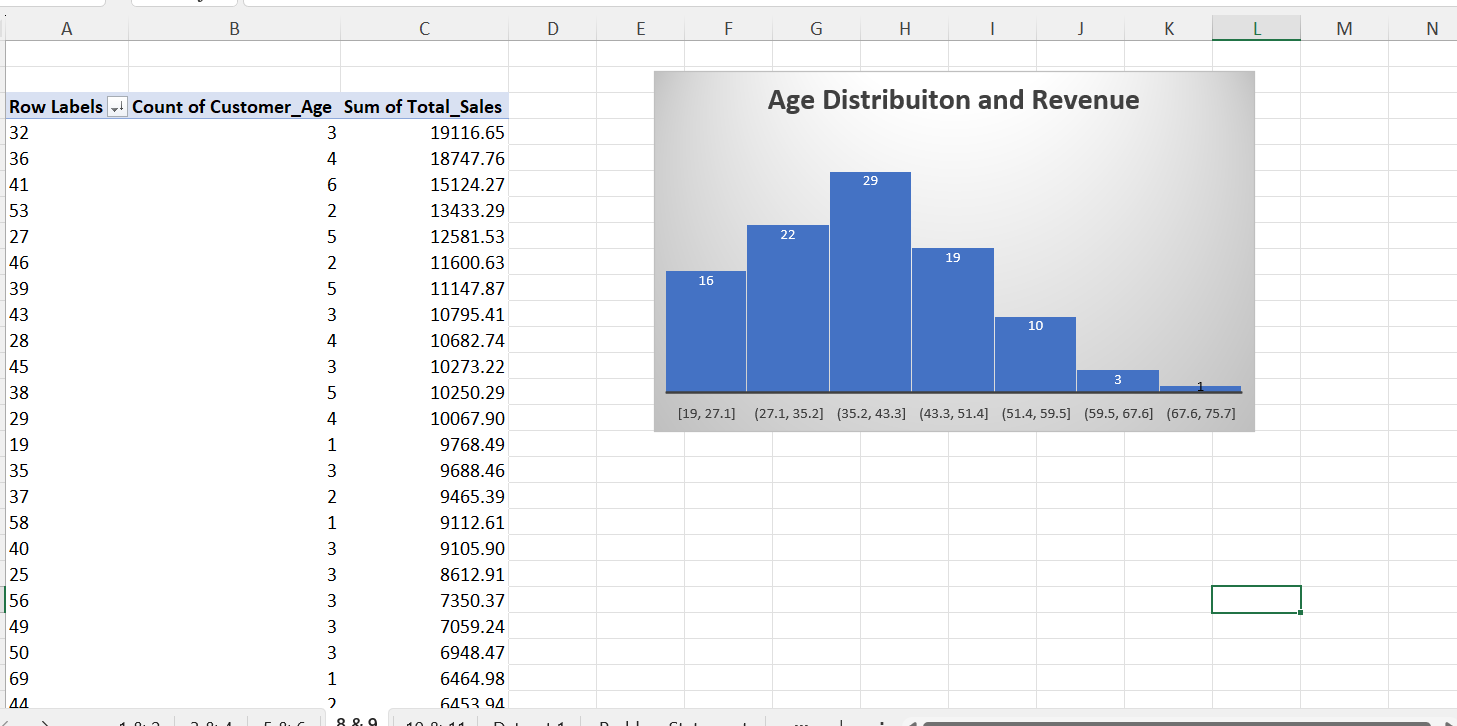 A B C D E F G H I J K L M N
Row Labels Count of Customer_Age Sum of Total_Sales
32 3 19116.65
36 4 18747.76
41 6 15124.27
53 2 13433.29
27 5 12581.53
46 2 11600.63
39 5 11147.87
43 3 10795.41
28 4 10682.74
45 3 10273.22
38 5 10250.29
29 4 10067.90
19 1 9768.49
35 3 9688.46
37 2 9465.39
58 1 9112.61
40 3 9105.90
25 3 8612.91
56 3 7350.37
49 3 7059.24
50 3 6948.47
69 1 6464.98
44 2 6453.94
Age Distribuiton and Revenue
16 22 29 19 10 3 1
[19, 27.1] (27.1, 35.2] (35.2, 43.3] (43.3, 51.4] (51.4, 59.5] (59.5, 67.6] (67.6, 75.7]
8 & 9 10 & 11